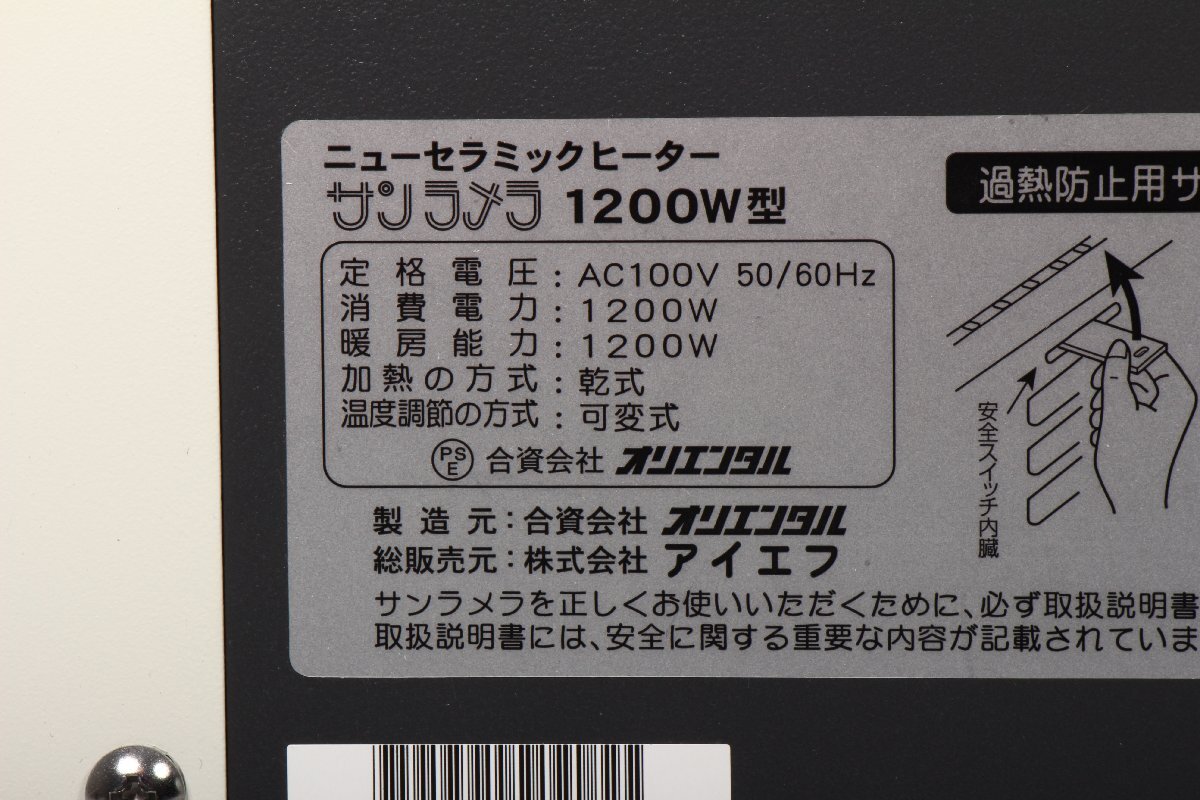 ニューセラミックヒーター
サンラメラ 1200W型
定格電圧：AC100V 50/60Hz
消費電力：1200W
暖房能力：1200W
加熱の方式：乾式
温度調節の方式：可変式
PSE 合資会社 オリエンタル
製造元：合資会社 オリエンタル
総販売元：株式会社 アイエフ
サンラメラを正しくお使いいただくために、必ず取扱説明書
取扱説明書には、安全に関する重要な内容が記載されていま
過熱防止用サ
安全スイッチ内臓